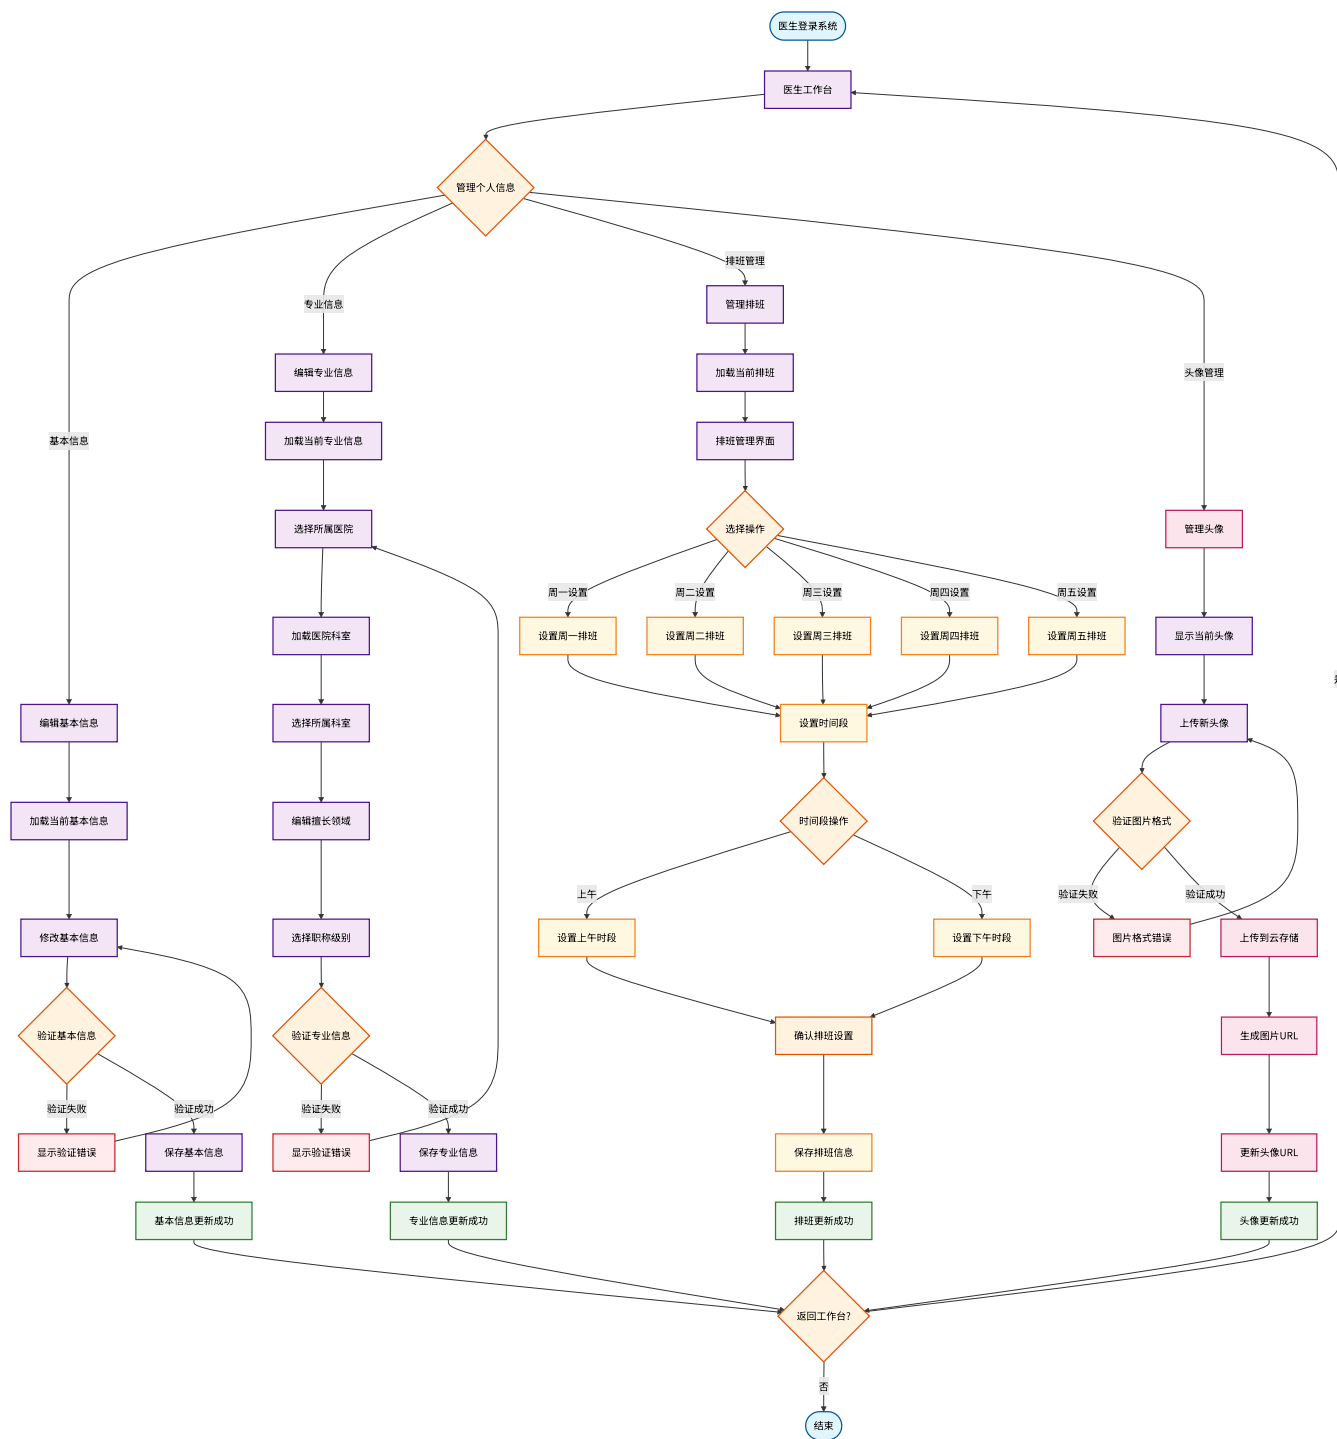 医生登录系统
医生工作台
管理个人信息
排班管理
专业信息
管理排班
编辑专业信息
加载当前排班
头像管理
基本信息
加载当前专业信息
排班管理界面
选择所属医院
选择操作
管理头像
周一设置
周二设置
周三设置
周四设置
周五设置
加载医院科室
设置周一排班
设置周二排班
设置周三排班
设置周四排班
设置周五排班
显示当前头像
编辑基本信息
选择所属科室
设置时间段
上传新头像
加载当前基本信息
编辑擅长领域
时间段操作
验证图片格式
上午
下午
验证失败
验证成功
修改基本信息
选择职称级别
设置上午时段
设置下午时段
图片格式错误
上传到云存储
验证基本信息
验证专业信息
确认排班设置
生成图片URL
验证失败
验证成功
验证失败
验证成功
显示验证错误
保存基本信息
显示验证错误
保存专业信息
保存排班信息
更新头像URL
基本信息更新成功
专业信息更新成功
排班更新成功
头像更新成功
返回工作台?
否
结束